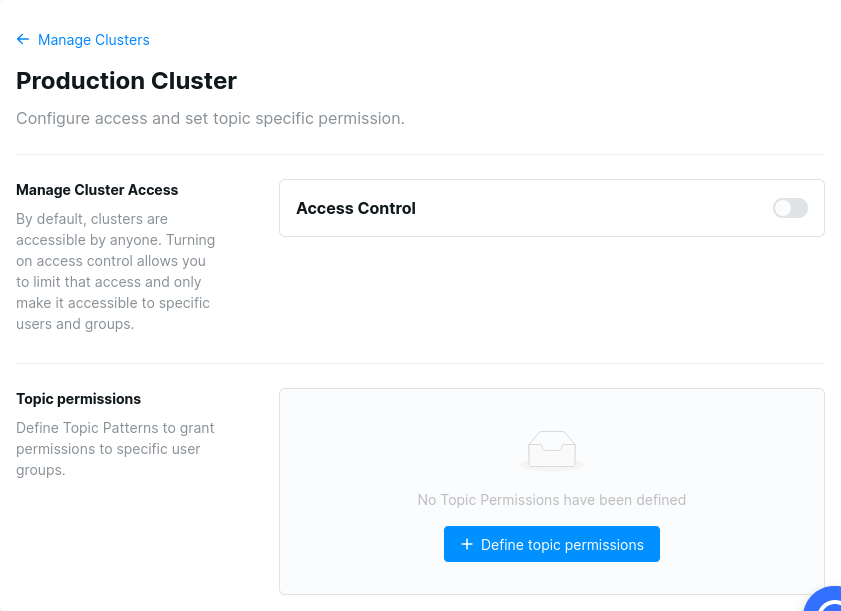 Manage Clusters
Production Cluster
Configure access and set topic specific permission.
Manage Cluster Access
By default, clusters are
accessible by anyone. Turning
on access control allows you
to limit that access and only
make it accessible to specific
users and groups.
Access Control
Topic permissions
Define Topic Patterns to grant
permissions to specific user
groups.
No Topic Permissions have been defined
Define topic permissions